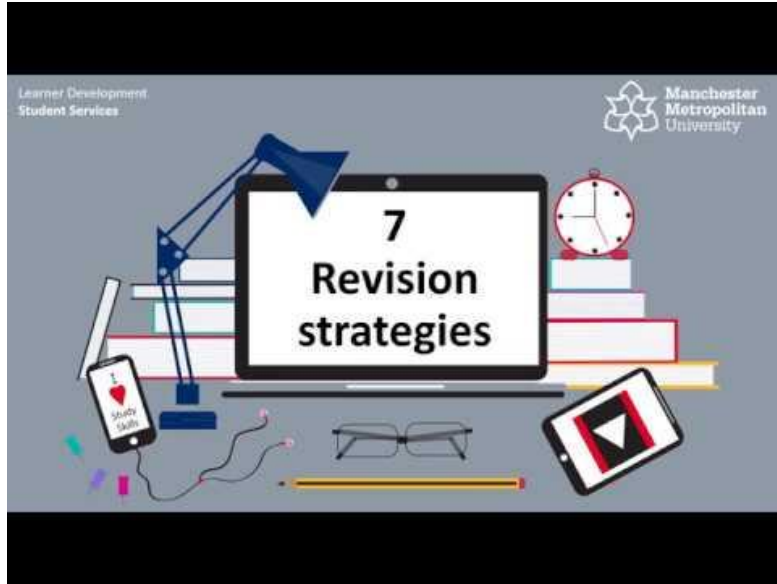 Learner Development
Student Services
Manchester
Metropolitan
University
7
Revision
strategies
I
Study
Skills